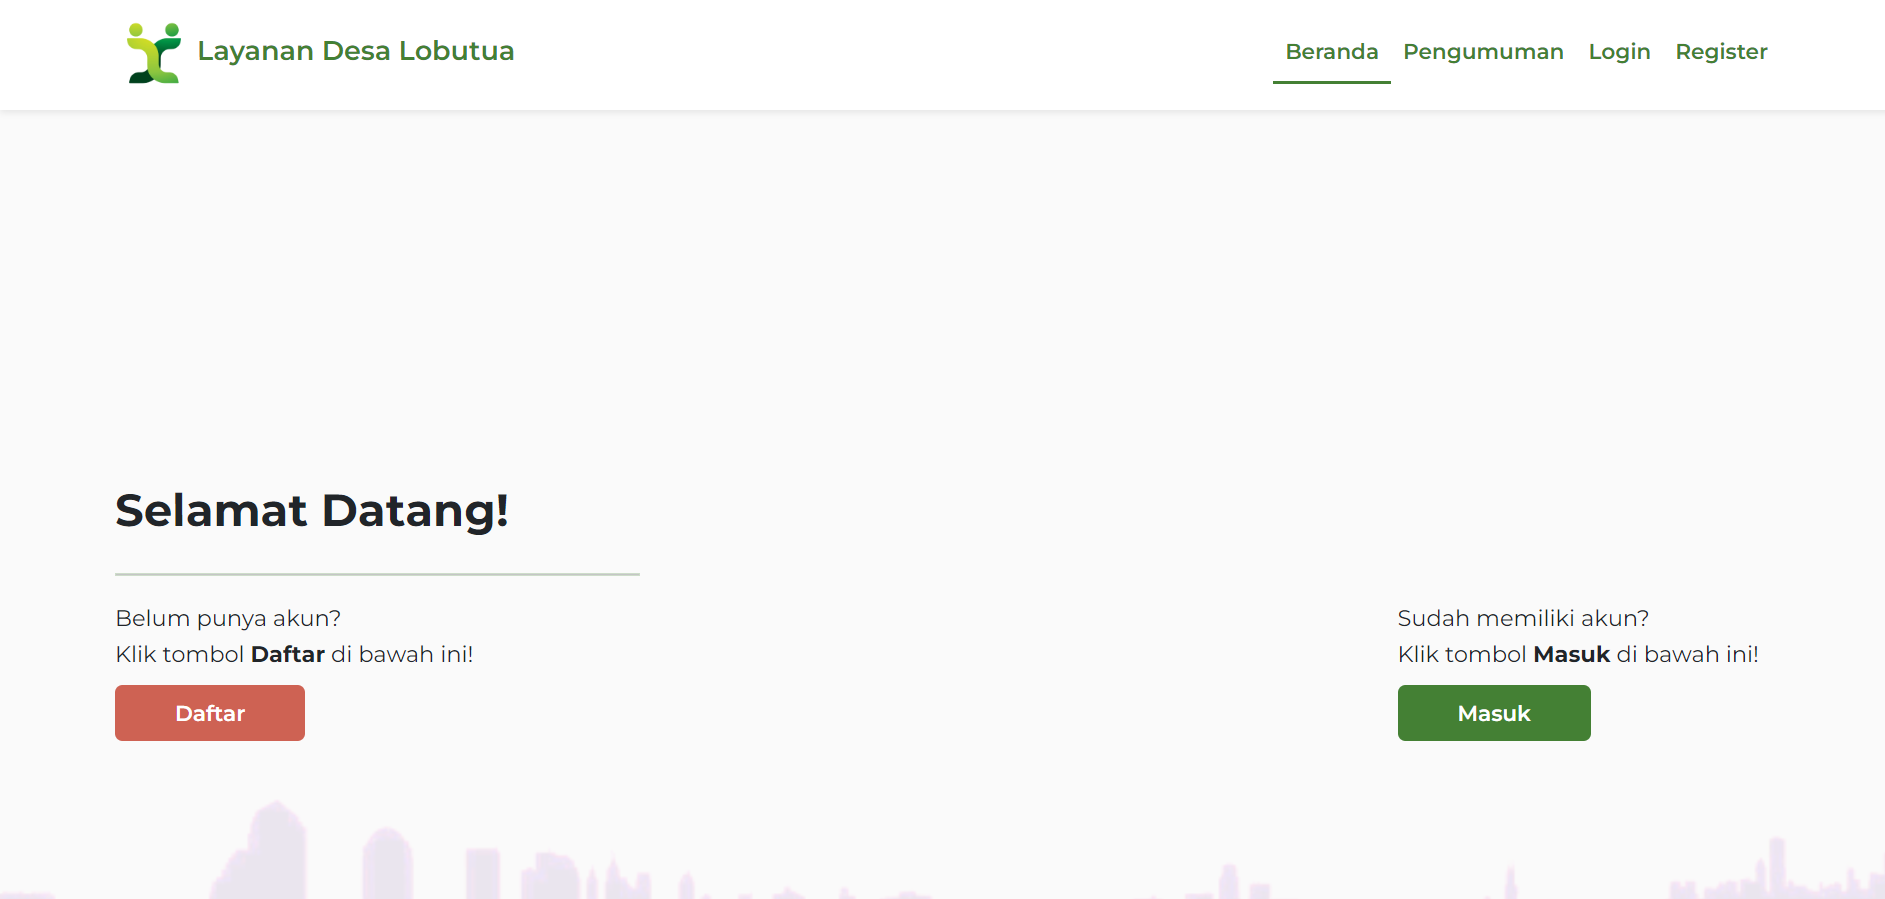 Layanan Desa Lobutua
Beranda
Pengumuman
Login
Register
Selamat Datang!
Belum punya akun?
Klik tombol Daftar di bawah ini!
Daftar
Sudah memiliki akun?
Klik tombol Masuk di bawah ini!
Masuk